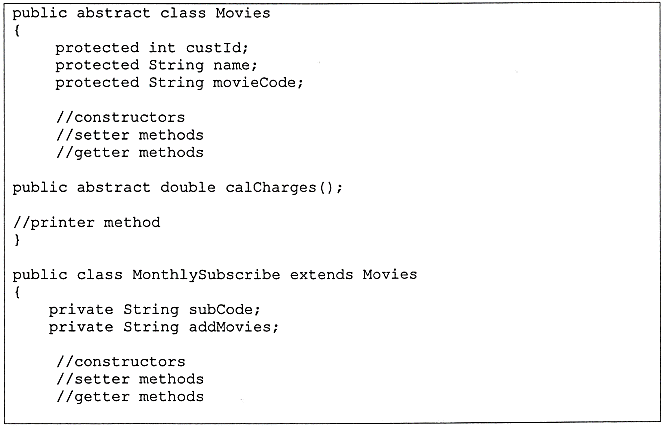 public abstract class Movies
{
protected int custId;
protected String name;
protected String movieCode;
//constructors
//setter methods
//getter methods
public abstract double calCharges();
//printer method
}
public class MonthlySubscribe extends Movies
{
private String subCode;
private String addMovies;
//constructors
//setter methods
//getter methods